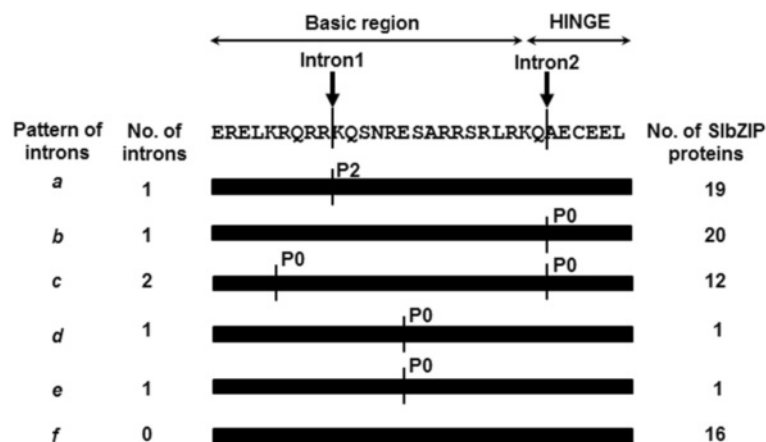 Basic region HINGE
Intron1 Intron2
Pattern of introns No. of introns ERELKRQRRKQSNRESARRSRLRKQAECEEL No. of SlbZIP proteins
a 1 P2 19
b 1 P0 20
c 2 P0 P0 12
d 1 P0 1
e 1 P0 1
f 0 16